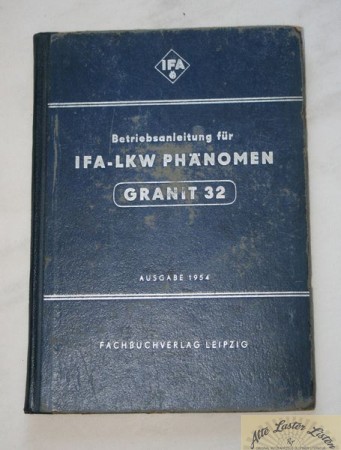 IFA
Betriebsanleitung für
IFA-LKW PHÄNOMEN
GRANIT 32
AUSGABE 1954
FACHBUCHVERLAG LEIPZIG
Alte Laster Listen